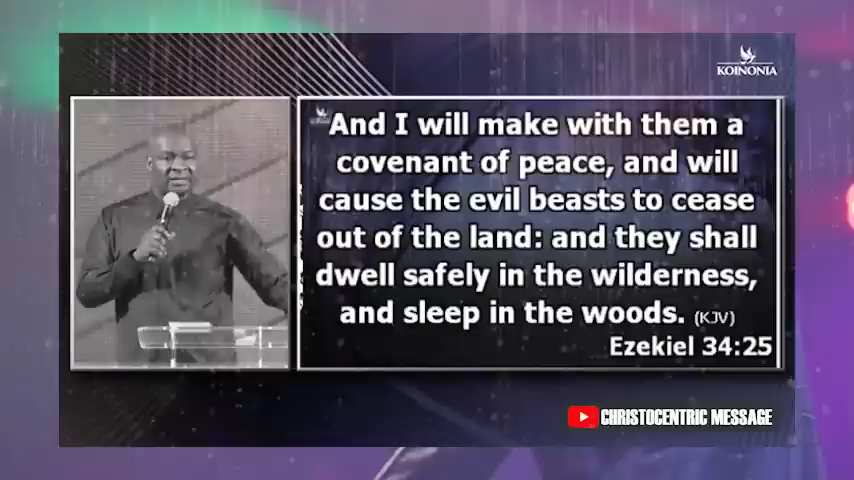 KOINONIA
And I will make with them a
covenant of peace, and will
cause the evil beasts to cease
out of the land: and they shall
dwell safely in the wilderness,
and sleep in the woods. (KJV)
Ezekiel 34:25
CHRISTOCENTRIC MESSAGE